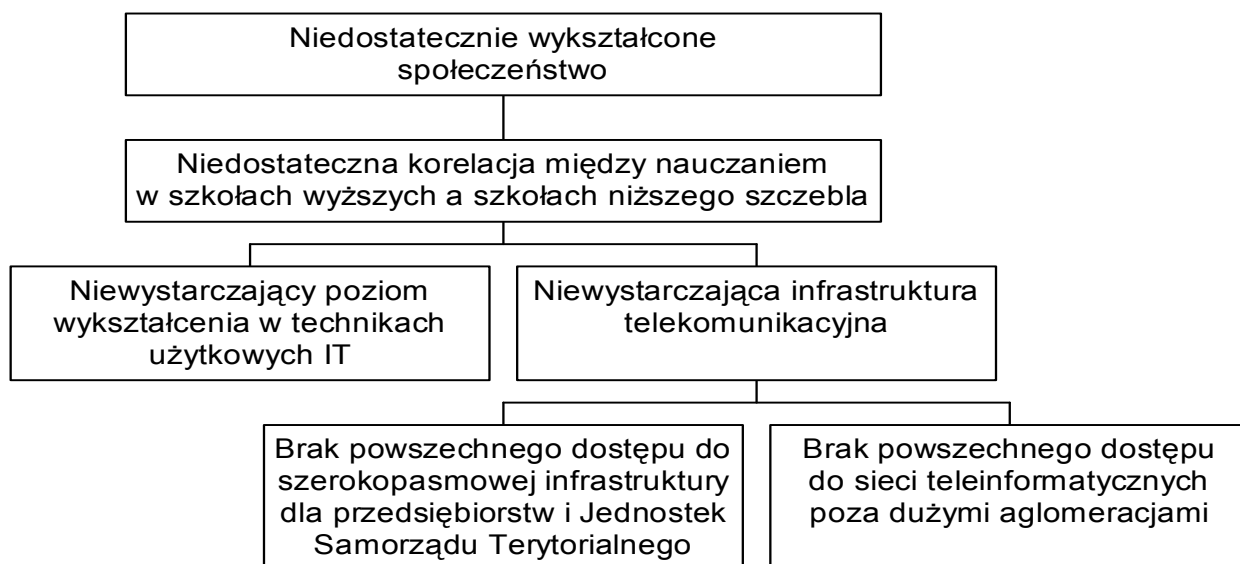 Niedostatecznie wykształcone
społeczeństwo
Niedostateczna korelacja między nauczaniem
w szkołach wyższych a szkołach niższego szczebla
Niewystarczający poziom
wykształcenia w technikach
użytkowych IT
Niewystarczająca infrastruktura
telekomunikacyjna
Brak powszechnego dostępu do
szerokopasmowej infrastruktury
dla przedsiębiorstw i Jednostek
Samorządu Terytorialnego
Brak powszechnego dostępu
do sieci teleinformatycznych
poza dużymi aglomeracjami